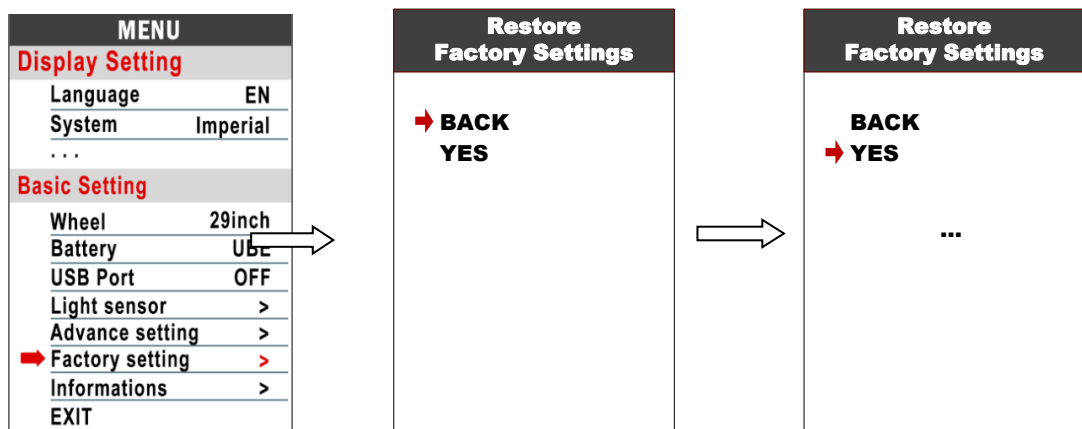 MENU
Display Setting
Language EN
System Imperial
...
Basic Setting
Wheel 29inch
Battery UBE
USB Port OFF
Light sensor >
Advance setting >
Factory setting >
Informations >
EXIT
Restore
Factory Settings
BACK
YES
Restore
Factory Settings
BACK
YES
...